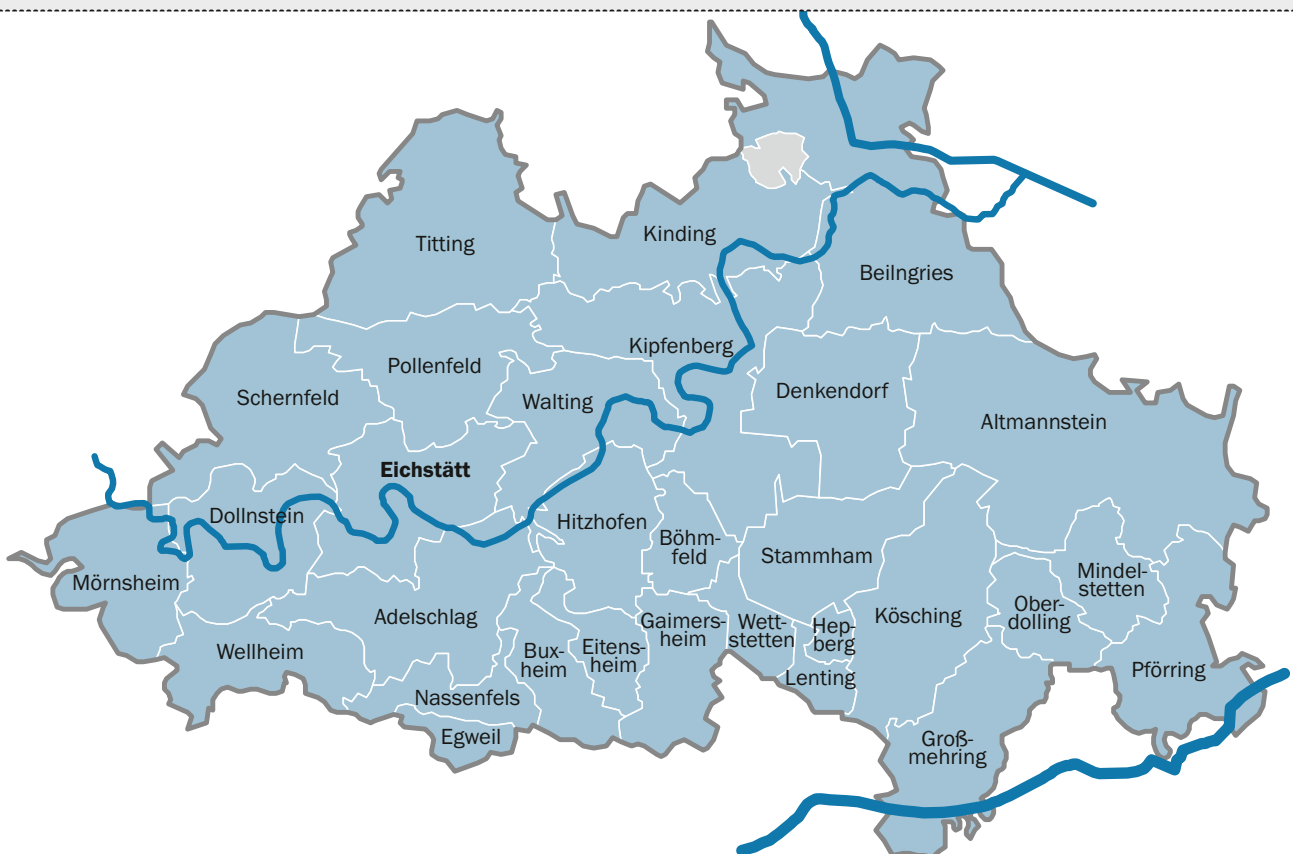 Titting
Kinding
Beilngries
Kipfenberg
Pollenfeld
Schernfeld
Walting
Denkendorf
Altmannstein
Eichstätt
Dollnstein
Hitzhofen
Böhm-
feld
Stammham
Mörnsheim
Mindel-
stetten
Ober-
dolling
Adelschlag
Kösching
Gaimers-
heim
Wett-
stetten
Hep-
berg
Wellheim
Bux-
heim
Eitens-
heim
Lenting
Pförring
Nassenfels
Egweil
Groß-
mehring